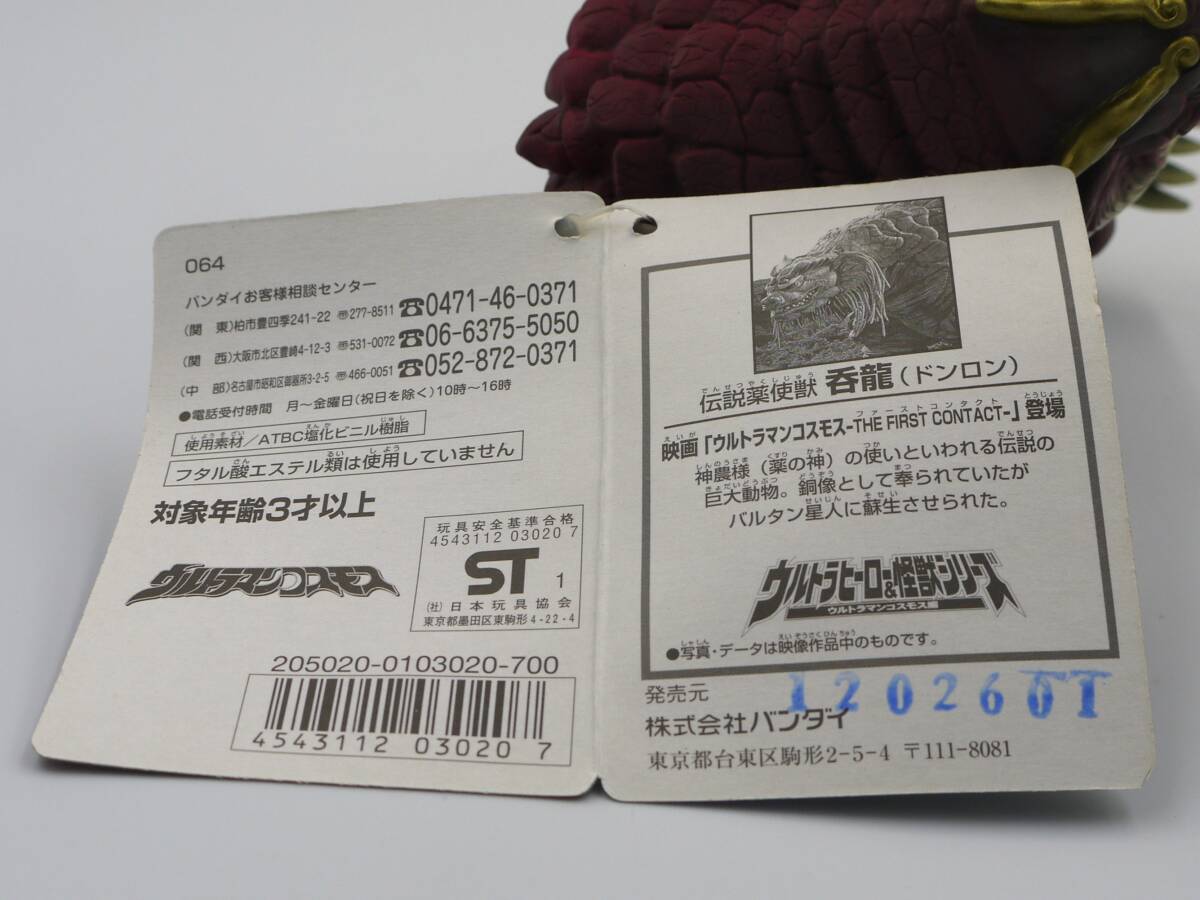 064
バンダイお客様相談センター
(関 東)柏市豊四季241-22 〠277-8511 ☎0471-46-0371
(関 西)大阪市北区豊崎4-12-3 〠531-0072 ☎06-6375-5050
(中 部)名古屋市昭和区御器所3-2-5 〠466-0051 ☎052-872-0371
●電話受付時間 月〜金曜日(祝日を除く)10時〜16時
使用素材/ATBC塩化ビニル樹脂
フタル酸エステル類は使用していません
対象年齢3才以上
ウルトラマンコスモス
玩具安全基準合格
4543112 03020 7
ST 1
(社)日本玩具協会
東京都墨田区東駒形4-22-4
205020-0103020-700
4543112 03020 7
伝説薬使獣 呑龍(ドンロン)
映画「ウルトラマンコスモス-THE FIRST CONTACT-」登場
神農様(薬の神)の使いといわれる伝説の
巨大動物。銅像として奉られていたが
バルタン星人に蘇生させられた。
ウルトラヒーロー&怪獣シリーズ
ウルトラマンコスモス編
●写真・データは映像作品中のものです。
発売元
1202601
株式会社バンダイ
東京都台東区駒形2-5-4 〒111-8081